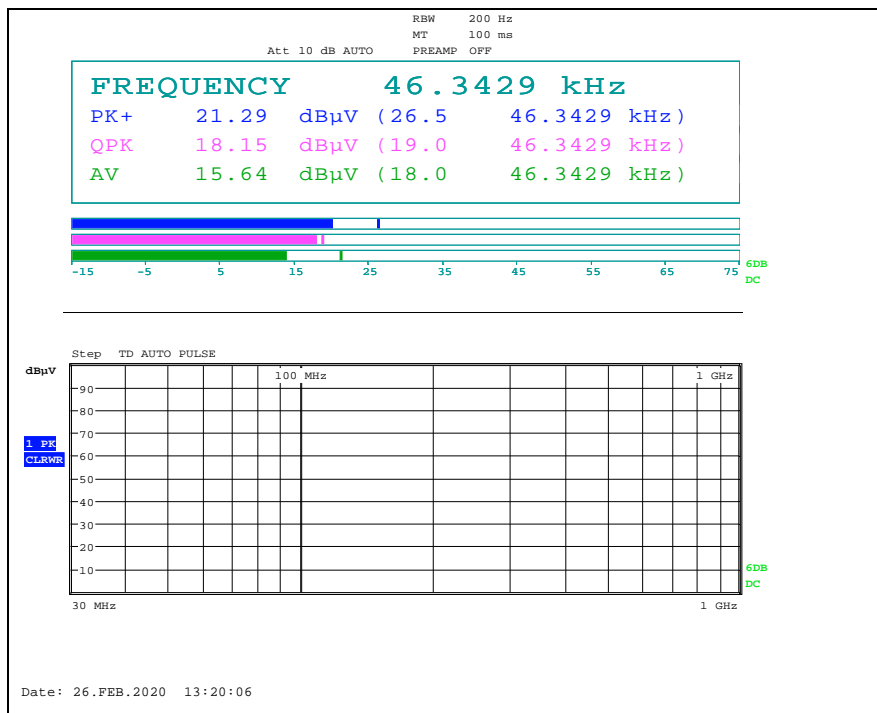 RBW 200 Hz
MT 100 ms
Att 10 dB AUTO PREAMP OFF
FREQUENCY 46.3429 kHz
PK+ 21.29 dBµV (26.5 46.3429 kHz)
QPK 18.15 dBµV (19.0 46.3429 kHz)
AV 15.64 dBµV (18.0 46.3429 kHz)
-15 -5 5 15 25 35 45 55 65 75
6DB
DC
Step TD AUTO PULSE
dBµV
100 MHz 1 GHz
90
80
70
1 PK
CLRWR
60
50
40
30
20
10
6DB
DC
30 MHz 1 GHz
Date: 26.FEB.2020 13:20:06